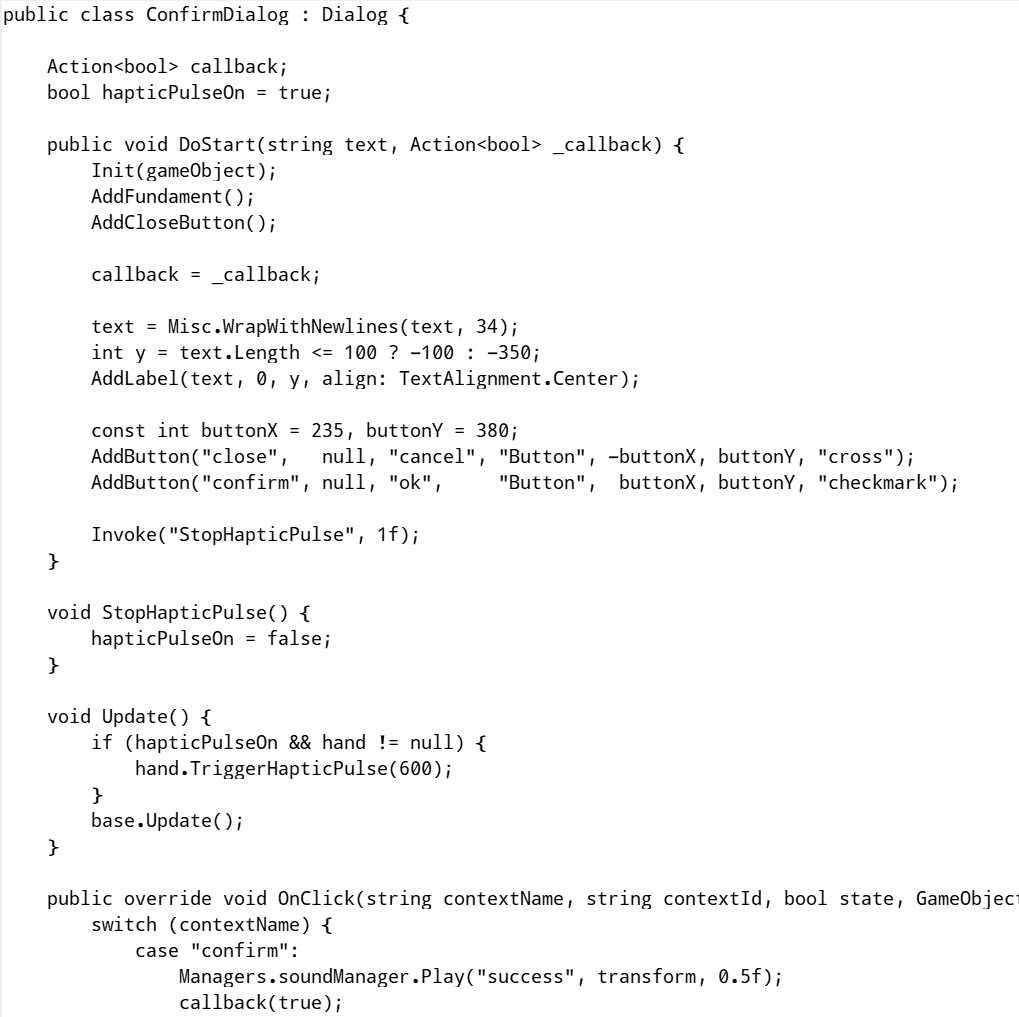 public class ConfirmDialog : Dialog {

    Action<bool> callback;
    bool hapticPulseOn = true;

    public void DoStart(string text, Action<bool> _callback) {
        Init(gameObject);
        AddFundament();
        AddCloseButton();

        callback = _callback;

        text = Misc.WrapWithNewlines(text, 34);
        int y = text.Length <= 100 ? -100 : -350;
        AddLabel(text, 0, y, align: TextAlignment.Center);

        const int buttonX = 235, buttonY = 380;
        AddButton("close",   null, "cancel", "Button", -buttonX, buttonY, "cross");
        AddButton("confirm", null, "ok",     "Button",  buttonX, buttonY, "checkmark");

        Invoke("StopHapticPulse", 1f);
    }

    void StopHapticPulse() {
        hapticPulseOn = false;
    }

    void Update() {
        if (hapticPulseOn && hand != null) {
            hand.TriggerHapticPulse(600);
        }
        base.Update();
    }

    public override void OnClick(string contextName, string contextId, bool state, GameObject
        switch (contextName) {
            case "confirm":
                Managers.soundManager.Play("success", transform, 0.5f);
                callback(true);